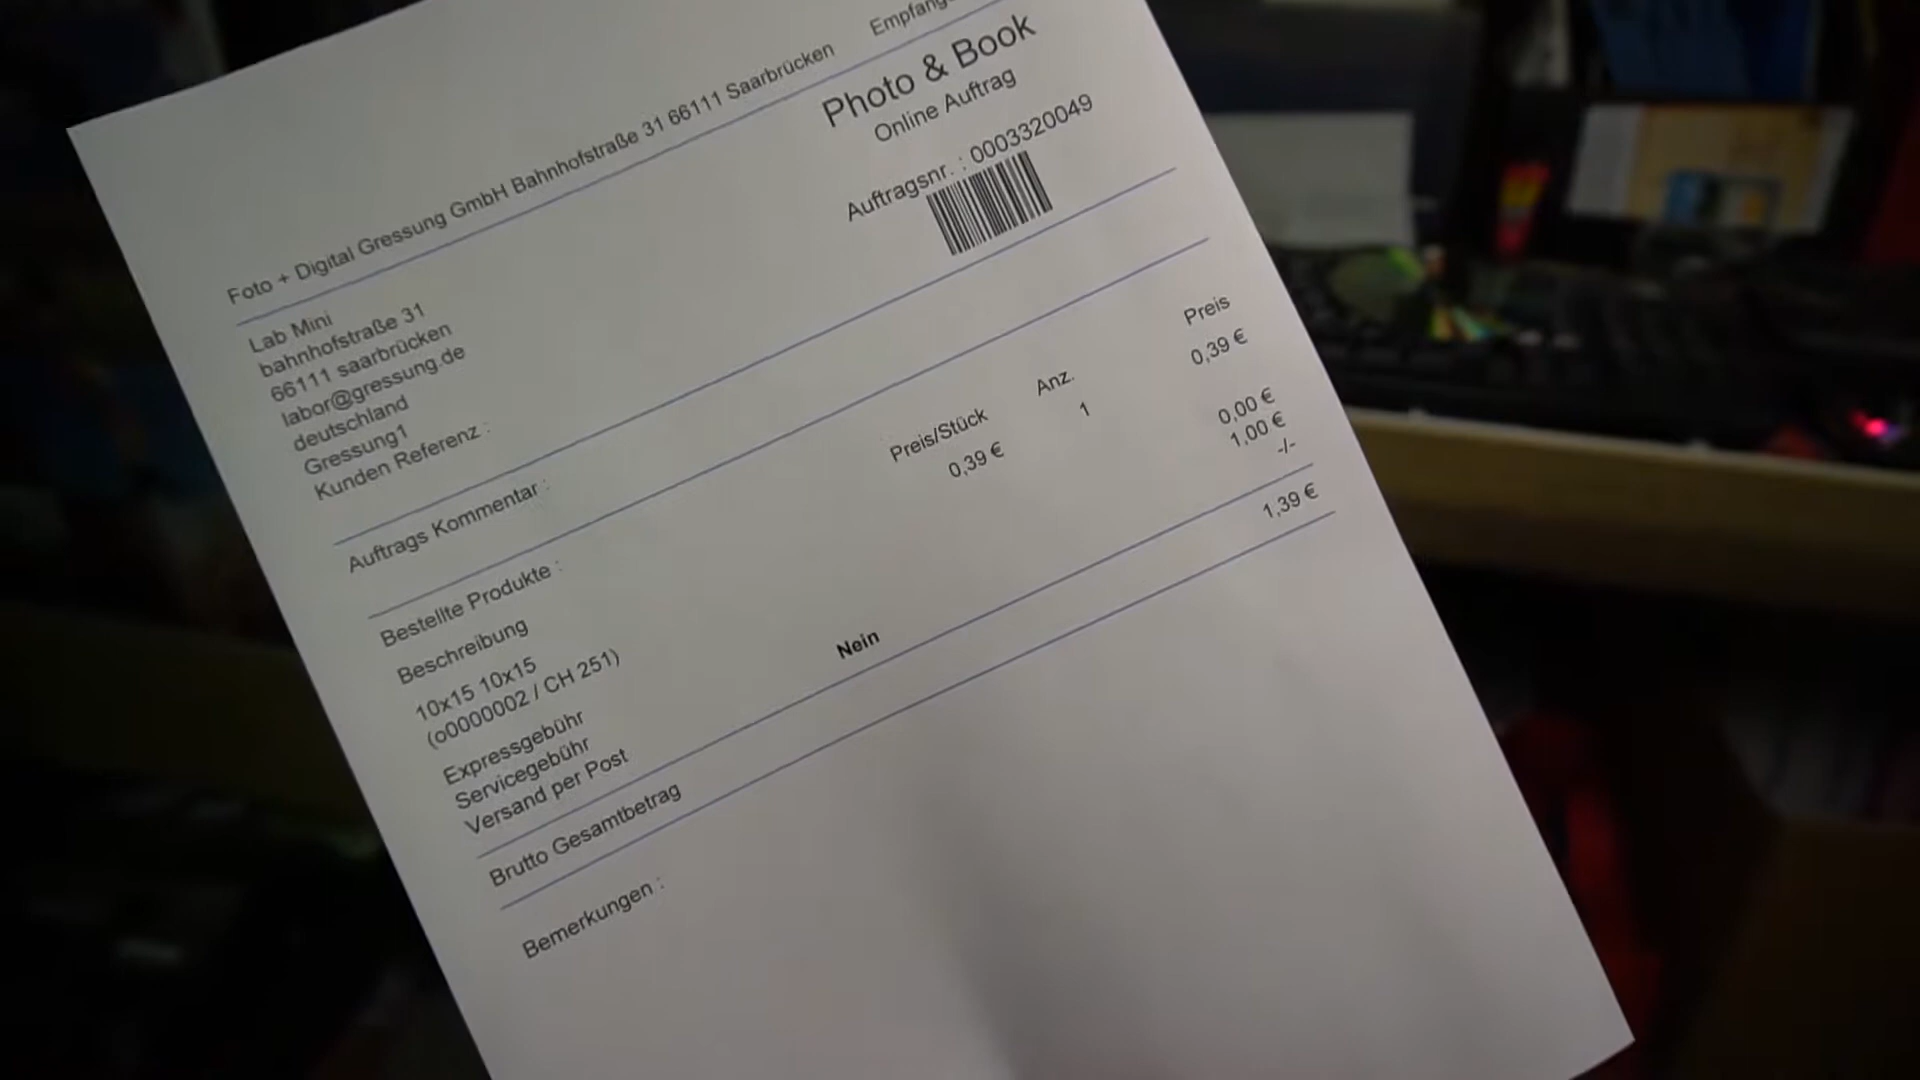 Foto + Digital Gressung GmbH Bahnhofstraße 31 66111 Saarbrücken
Photo & Book
Online Auftrag
Auftragsnr. : 0003320049
Lab Mini
bahnhofstraße 31
66111 saarbrücken
labor@gressung.de
deutschland
Gressung1
Kunden Referenz :
Auftrags Kommentar :
Bestellte Produkte :
Beschreibung Preis/Stück Anz. Preis
10x15 10x15 0,39 € 1 0,39 €
(o0000002 / CH 251)
Expressgebühr Nein 0,00 €
Servicegebühr 1,00 €
Versand per Post -/-
Brutto Gesamtbetrag 1,39 €
Bemerkungen :